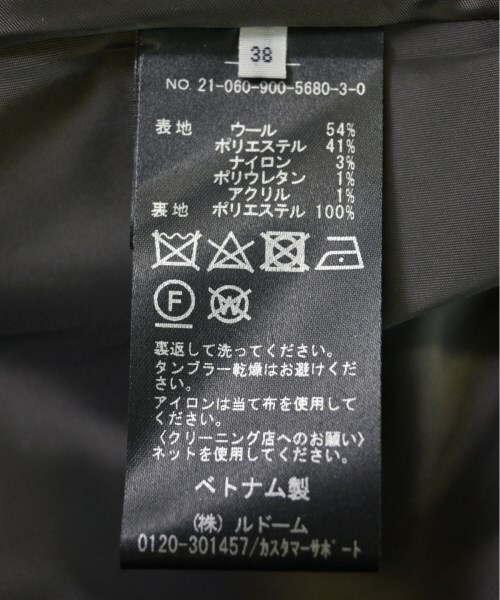 38
NO. 21-060-900-5680-3-0
表地 ウール 54%
ポリエステル 41%
ナイロン 3%
ポリウレタン 1%
アクリル 1%
裏地 ポリエステル 100%
F W
裏返して洗ってください。
タンブラー乾燥はお避けくだ
さい。
アイロンは当て布を使用して
ください。
〈クリーニング店へのお願い〉
ネットを使用してください。
ベトナム製
(株) ルドーム
0120-301457/カスタマーサポート